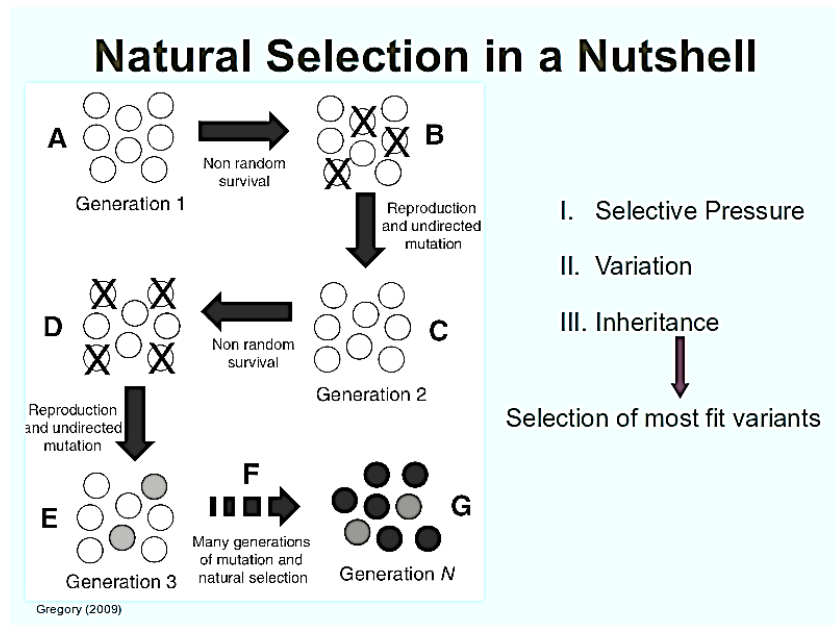 Natural Selection in a Nutshell
A
Generation 1
Non random
survival
B
Reproduction
and undirected
mutation
C
Generation 2
Non random
survival
D
Reproduction
and undirected
mutation
E
Generation 3
F
Many generations
of mutation and
natural selection
G
Generation N
Gregory (2009)
I. Selective Pressure
II. Variation
III. Inheritance
Selection of most fit variants